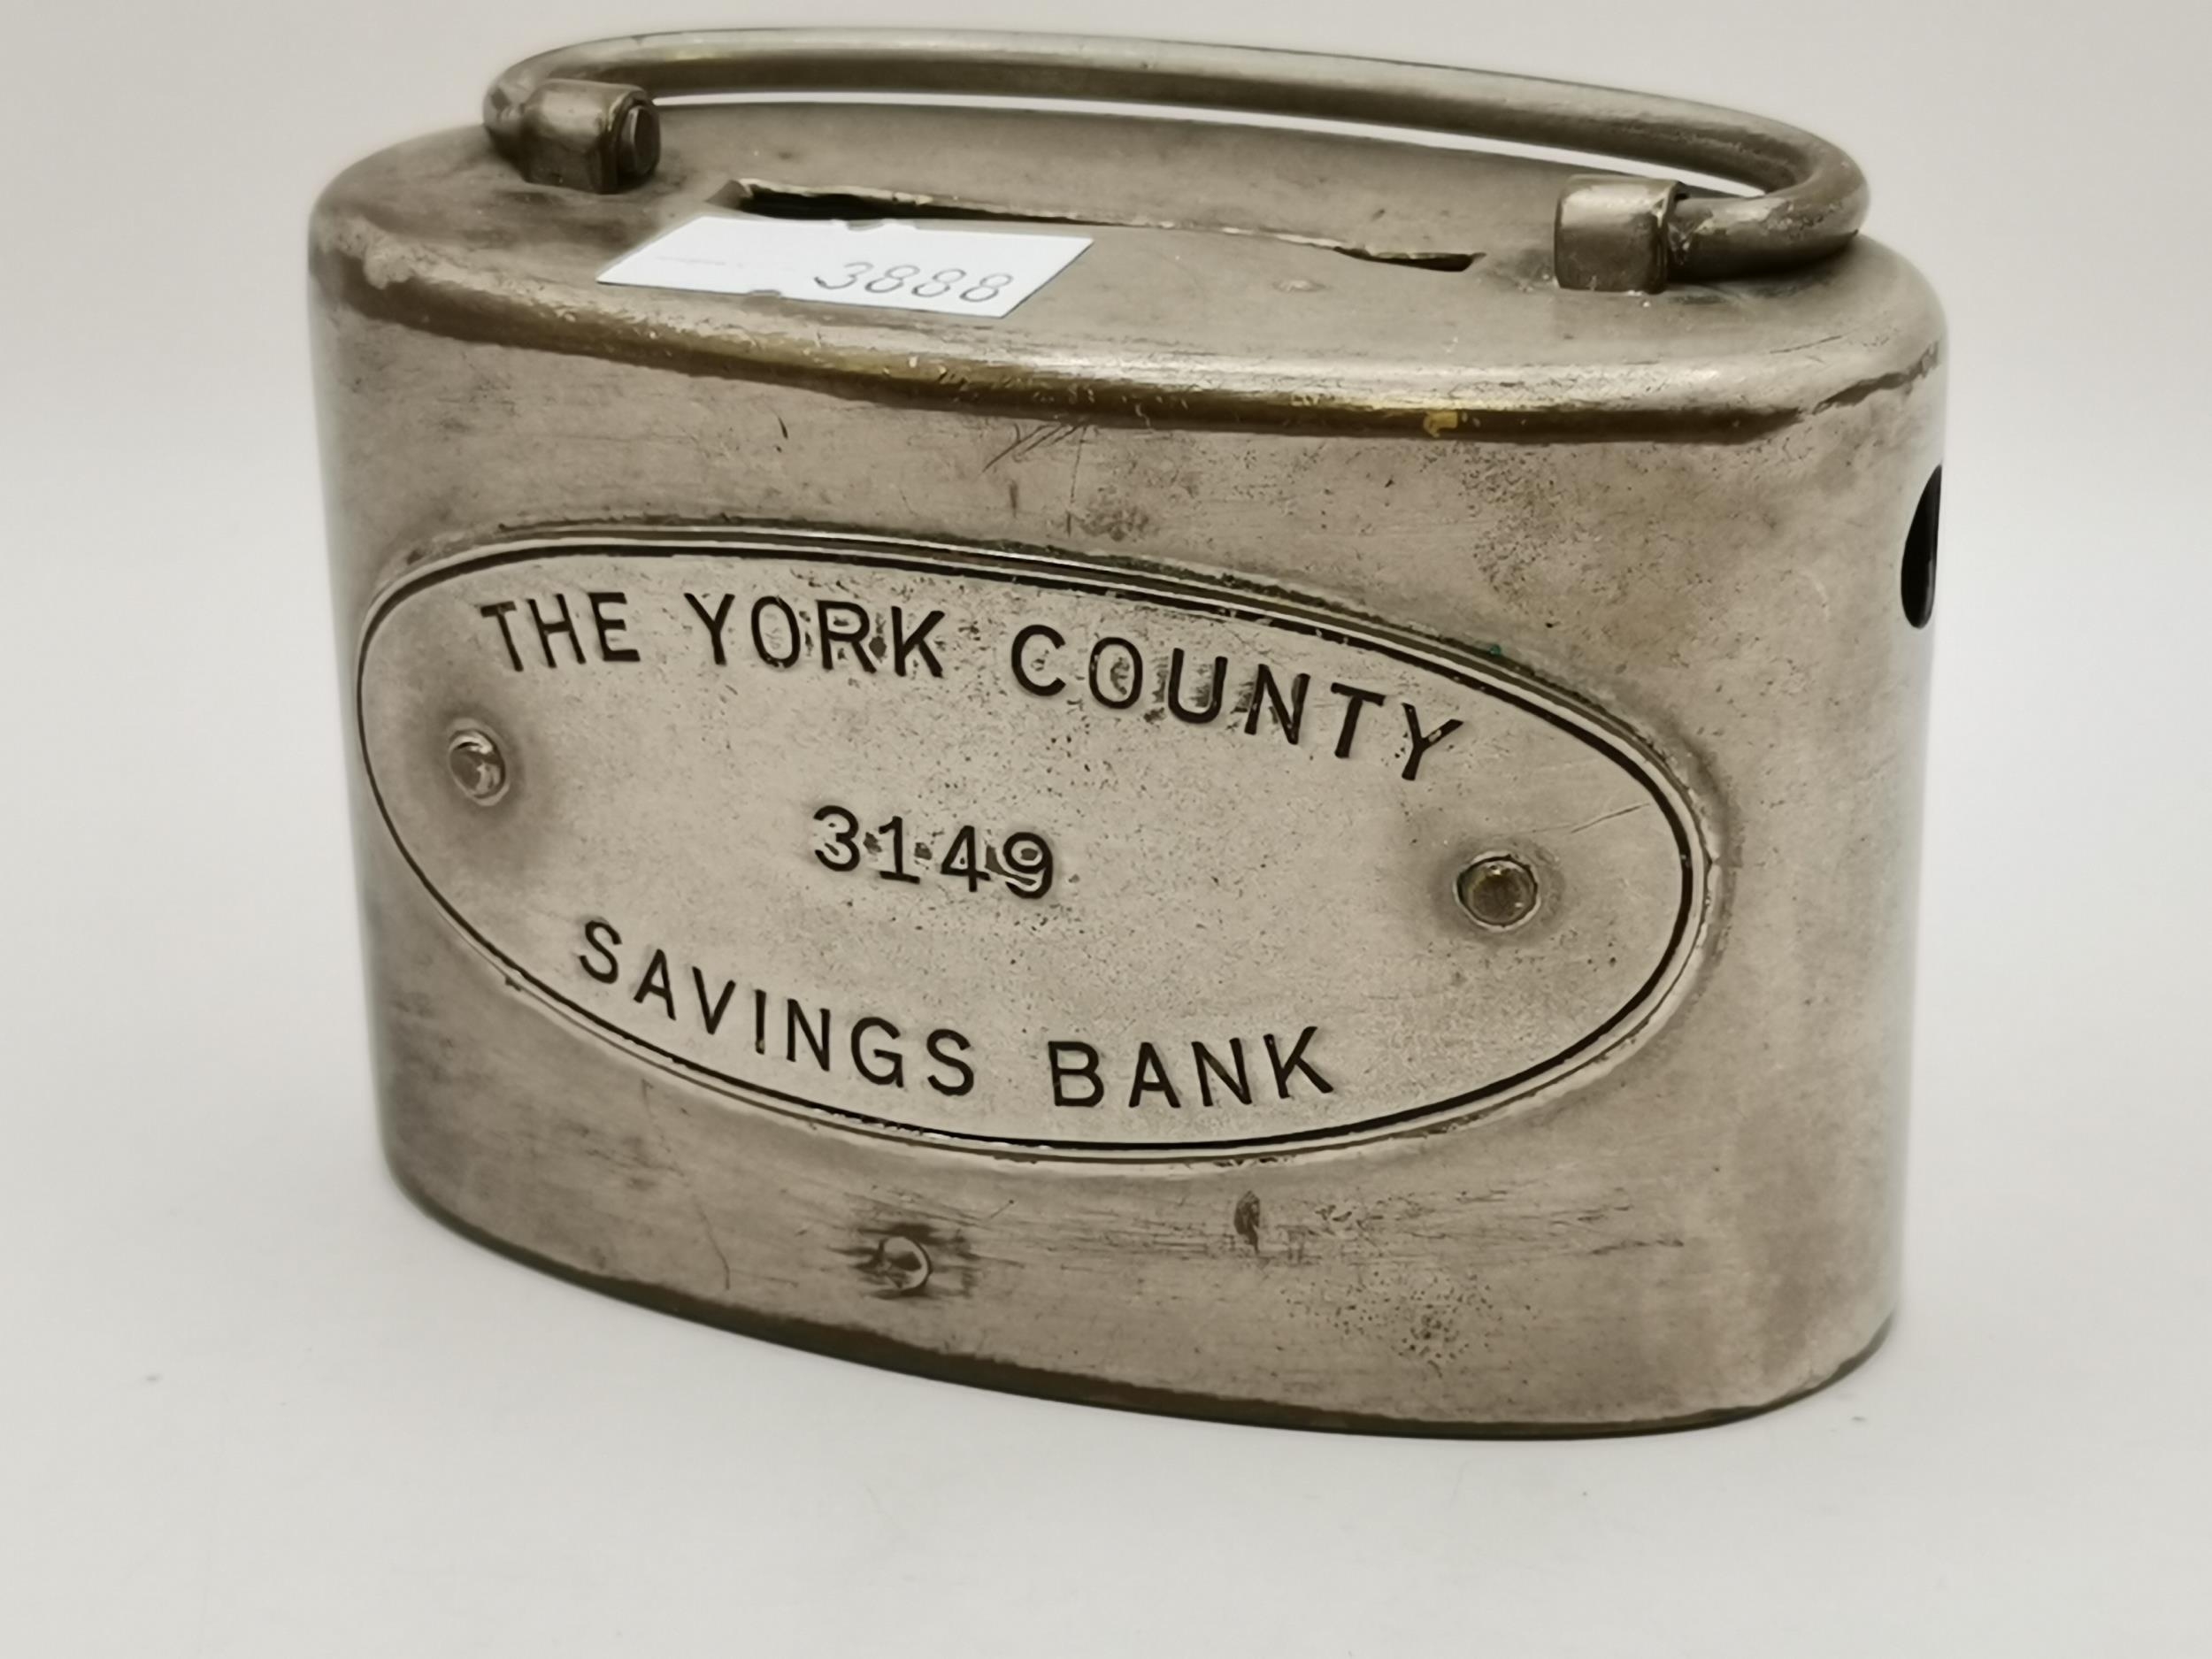 3888
THE YORK COUNTY
3149
SAVINGS BANK